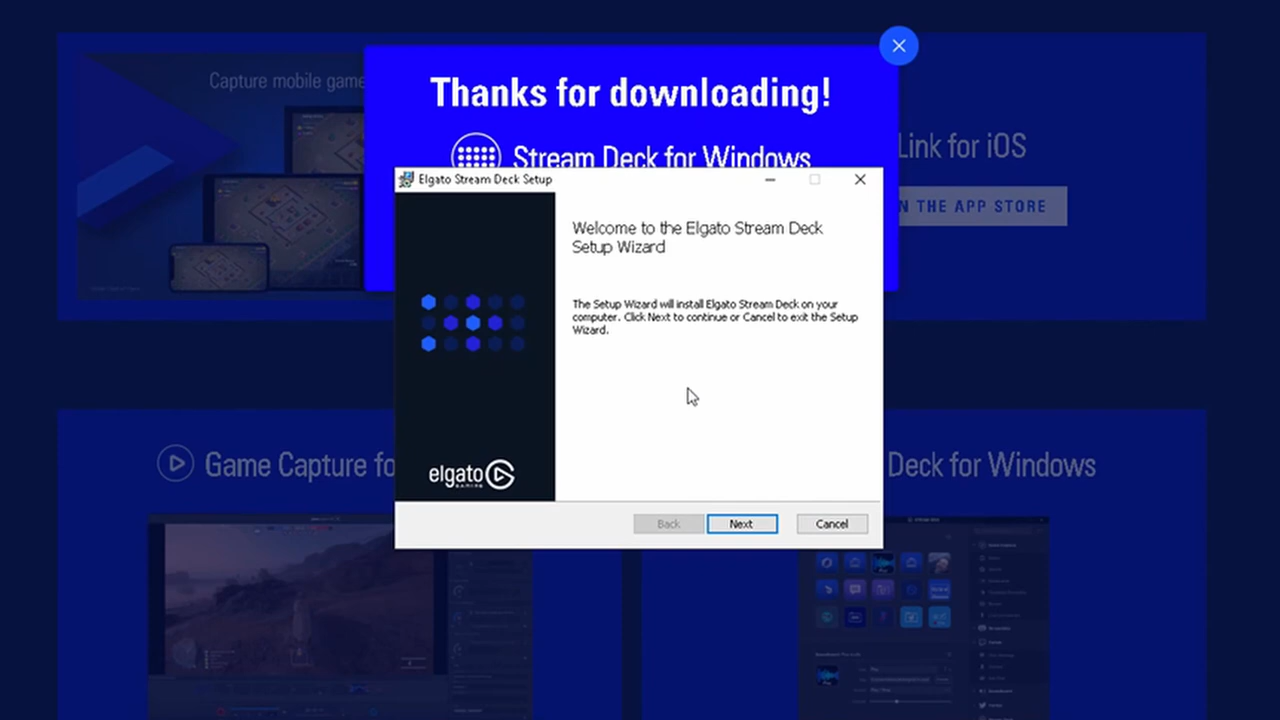 Capture mobile game
Thanks for downloading!
Stream Deck for Windows
Link for iOS
N THE APP STORE
Elgato Stream Deck Setup
Welcome to the Elgato Stream Deck
Setup Wizard
The Setup Wizard will install Elgato Stream Deck on your
computer. Click Next to continue or Cancel to exit the Setup
Wizard.
elgato
GAMING
Back
Next
Cancel
Game Capture fo
Deck for Windows